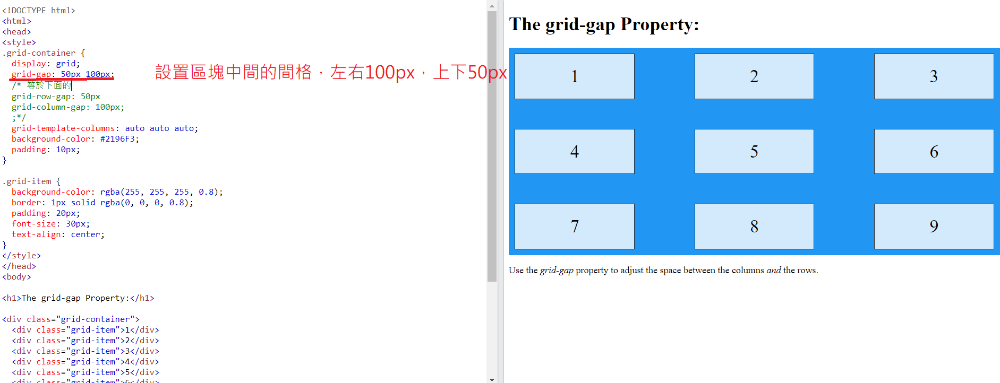 <!DOCTYPE html>
<html>
<head>
<style>
.grid-container {
  display: grid;
  grid-gap: 50px 100px;
設置區塊中間的間格，左右100px，上下50px
  /* 等於下面的
  grid-row-gap: 50px
  grid-column-gap: 100px;
  ;*/
  grid-template-columns: auto auto auto;
  background-color: #2196F3;
  padding: 10px;
}
.grid-item {
  background-color: rgba(255, 255, 255, 0.8);
  border: 1px solid rgba(0, 0, 0, 0.8);
  padding: 20px;
  font-size: 30px;
  text-align: center;
}
</style>
</head>
<body>
<h1>The grid-gap Property:</h1>
<div class="grid-container">
  <div class="grid-item">1</div>
  <div class="grid-item">2</div>
  <div class="grid-item">3</div>
  <div class="grid-item">4</div>
  <div class="grid-item">5</div>
  <div class="grid-item">6</div>
The grid-gap Property:
1 2 3
4 5 6
7 8 9
Use the grid-gap property to adjust the space between the columns and the rows.